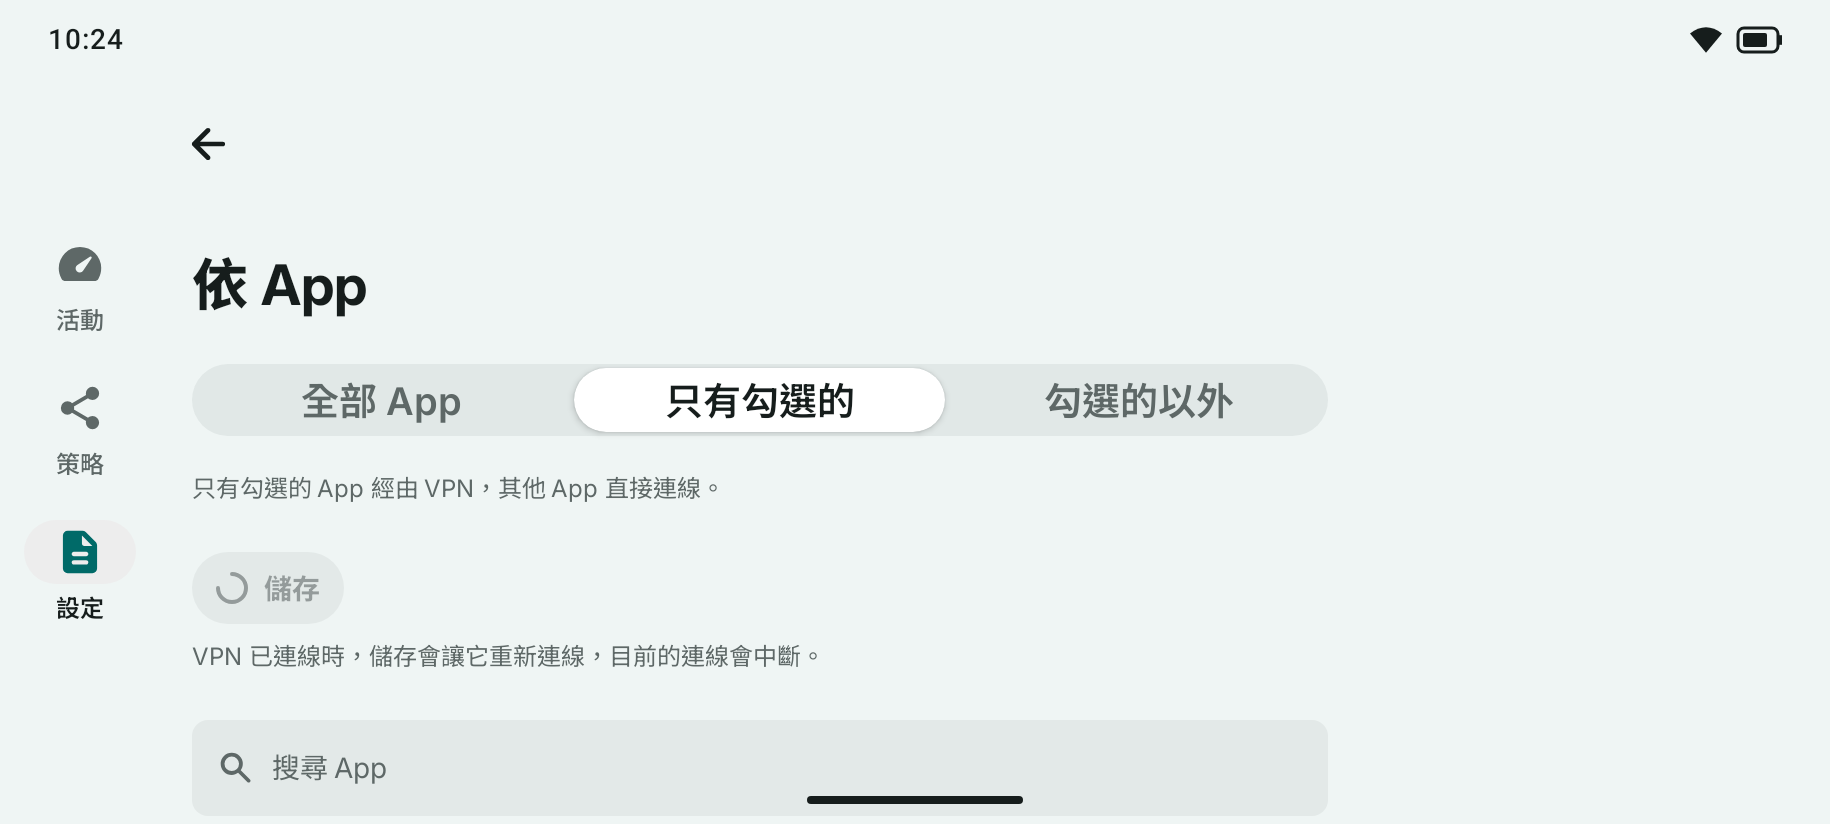 10:24
依 App
全部 App
只有勾選的
勾選的以外
只有勾選的 App 經由 VPN，其他 App 直接連線。
儲存
VPN 已連線時，儲存會讓它重新連線，目前的連線會中斷。
搜尋 App
活動
策略
設定